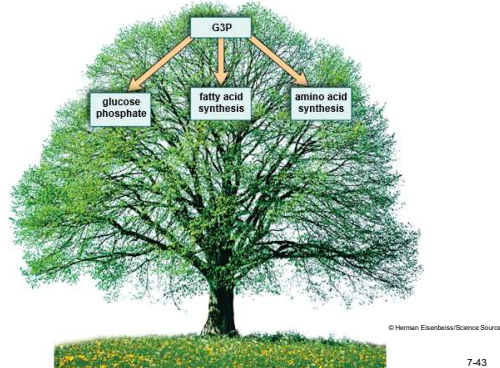 G3P
glucose
phosphate
fatty acid
synthesis
amino acid
synthesis
© Herman Eisenbeiss/Science Source
7-43